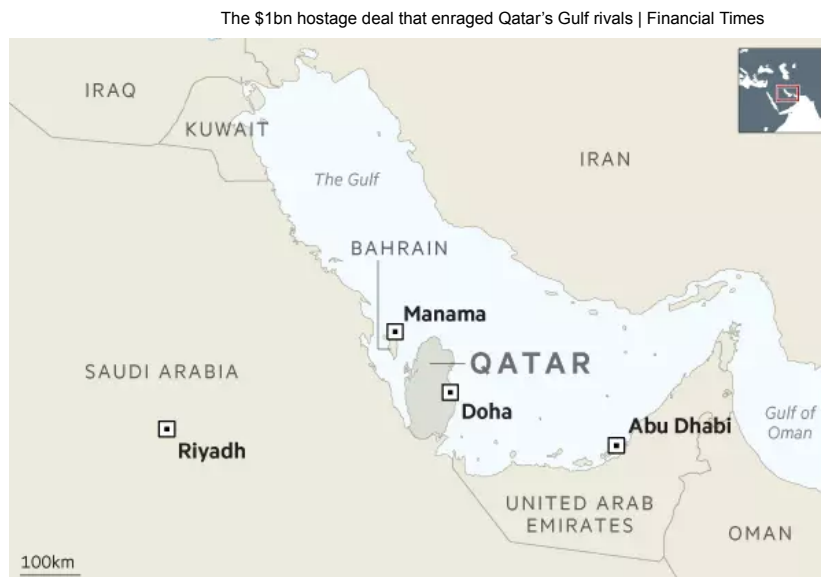 The $1bn hostage deal that enraged Qatar's Gulf rivals | Financial Times
IRAQ
KUWAIT
IRAN
The Gulf
BAHRAIN
Manama
SAUDI ARABIA
QATAR
Doha
Riyadh
Abu Dhabi
Gulf of
Oman
UNITED ARAB
EMIRATES
OMAN
100km